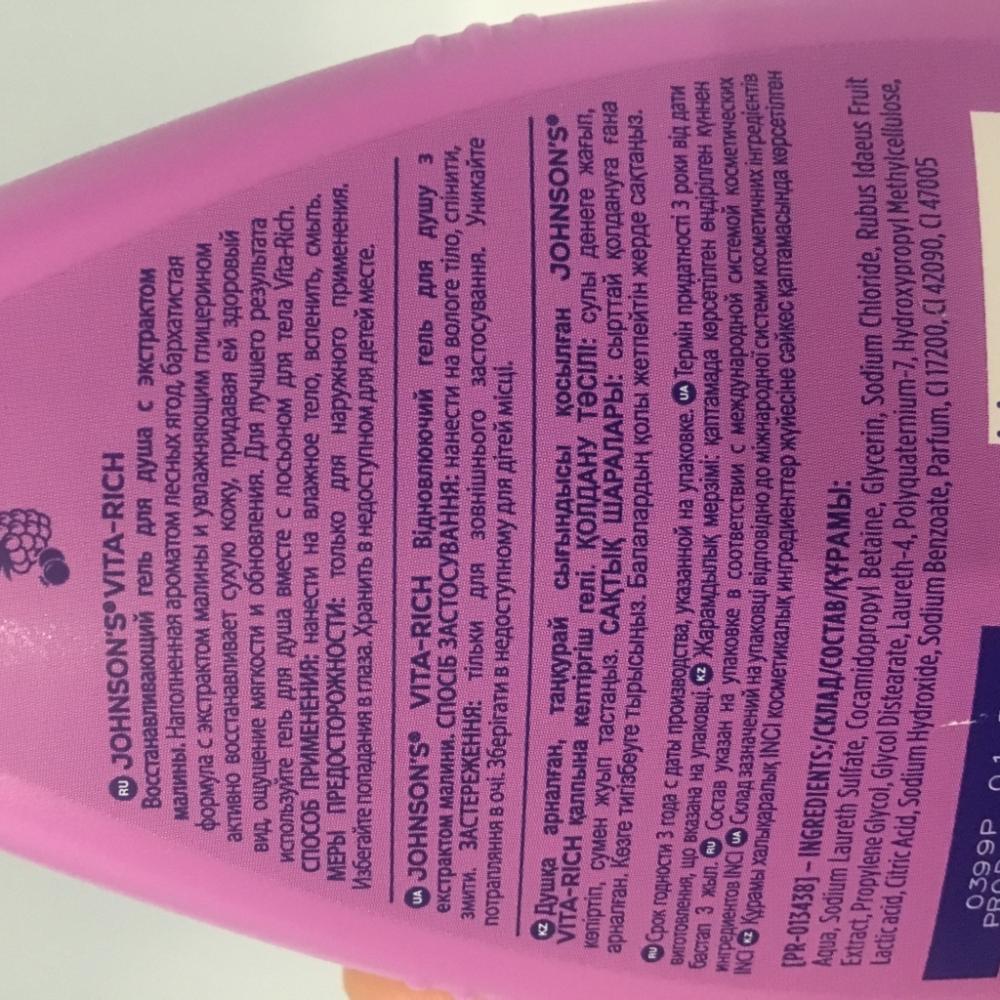 RU JOHNSON'S® VITA-RICH
Восстанавливающий гель для душа с экстрактом
малины. Наполненная ароматом лесных ягод, бархатистая
формула с экстрактом малины и увлажняющим глицерином
активно восстанавливает сухую кожу, придавая ей здоровый
вид, ощущение мягкости и обновления. Для лучшего результата
используйте гель для душа вместе с лосьоном для тела Vita-Rich.
СПОСОБ ПРИМЕНЕНИЯ: нанести на влажное тело, вспенить, смыть.
МЕРЫ ПРЕДОСТОРОЖНОСТИ: только для наружного применения.
Избегайте попадания в глаза. Хранить в недоступном для детей месте.
UA JOHNSON'S® VITA-RICH Відновлюючий гель для душу з
екстрактом малини. СПОСІБ ЗАСТОСУВАННЯ: нанести на вологе тіло, спінити,
змити. ЗАСТЕРЕЖЕННЯ: тільки для зовнішнього застосування. Уникайте
потрапляння в очі. Зберігати в недоступному для дітей місці.
KZ Душқа арналған, таңқурай сығындысы қосылған JOHNSON'S®
VITA-RICH қалпына келтіргіш гелі. ҚОЛДАНУ ТӘСІЛІ: сулы денеге жағып,
көпіртіп, сумен жуып тастаңыз. САҚТЫҚ ШАРАЛАРЫ: сырттай қолдануға ғана
арналған. Көзге тигізбеуге тырысыңыз. Балалардың қолы жетпейтін жерде сақтаңыз.
RU Срок годности 3 года с даты производства, указанной на упаковке. UA Термін придатності 3 роки від дати
виготовлення, що вказана на упаковці. KZ Жарамдылық мерзімі: қаптамада көрсетілген өндірілген күннен
бастап 3 жыл. RU Состав указан на упаковке в соответствии с международной системой косметических
ингредиентов INCI UA Склад зазначений на упаковці відповідно до міжнародної системи косметичних інгредієнтів
INCI KZ Құрамы халықаралық INCI косметикалық ингредиенттер жүйесіне сәйкес қаптамасында көрсетілген
[PR-013438] – INGREDIENTS:/СКЛАД/СОСТАВ/ҚҰРАМЫ:
Aqua, Sodium Laureth Sulfate, Cocamidopropyl Betaine, Glycerin, Sodium Chloride, Rubus Idaeus Fruit
Extract, Propylene Glycol, Glycol Distearate, Laureth-4, Polyquaternium-7, Hydroxypropyl Methylcellulose,
Lactic acid, Citric Acid, Sodium Hydroxide, Sodium Benzoate, Parfum, CI 17200, CI 42090, CI 47005
0399P